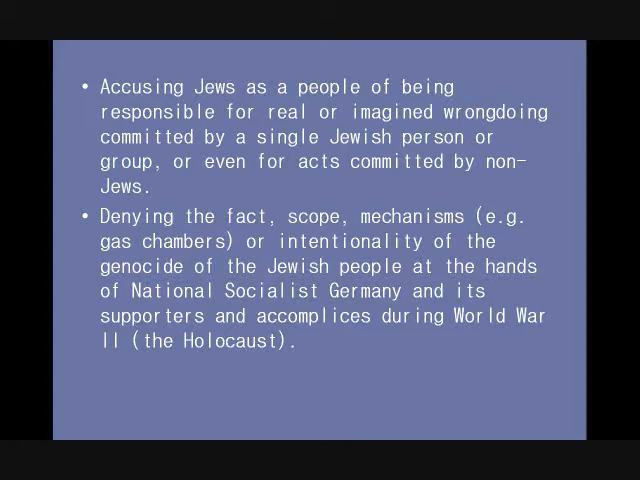 • Accusing Jews as a people of being
responsible for real or imagined wrongdoing
committed by a single Jewish person or
group, or even for acts committed by non-
Jews.
• Denying the fact, scope, mechanisms (e.g.
gas chambers) or intentionality of the
genocide of the Jewish people at the hands
of National Socialist Germany and its
supporters and accomplices during World War
II (the Holocaust).